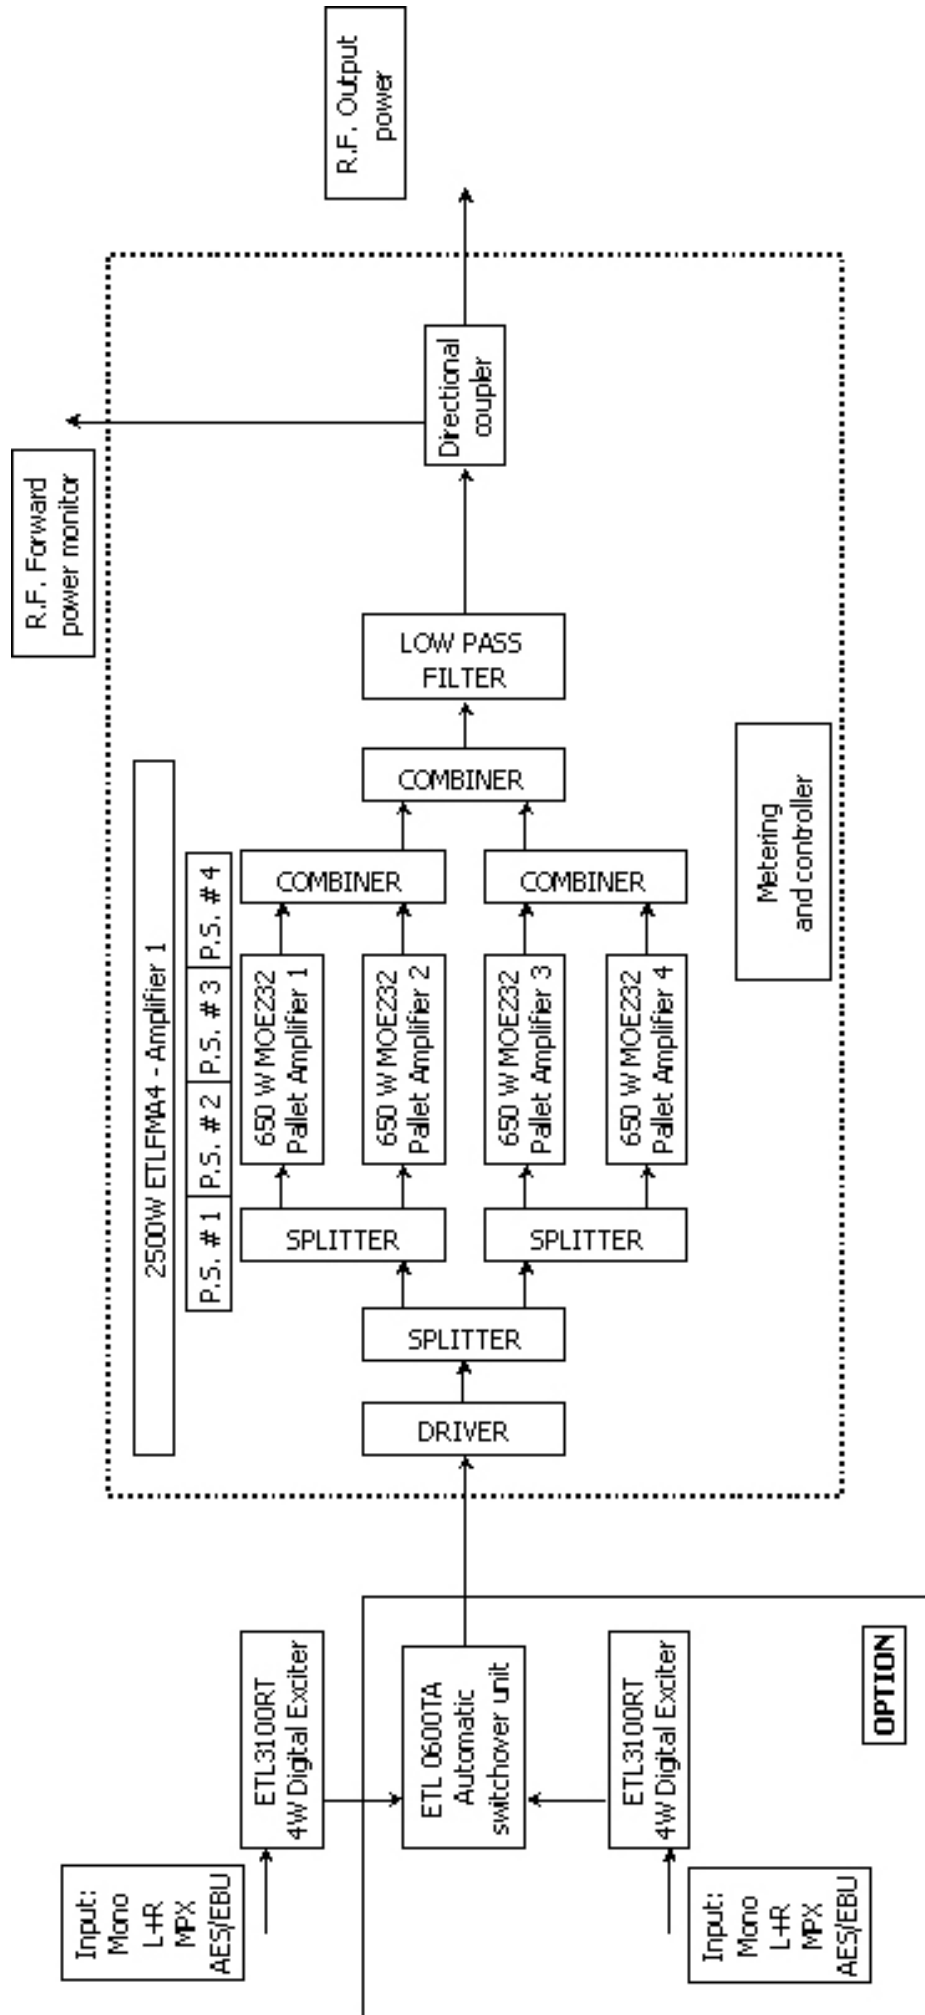 Input:
Mono
L+R
MPX
AES/EBU
ETL3100RT
4W Digital Exciter
ETL 0600TA
Automatic
switchover unit
ETL3100RT
4W Digital Exciter
Input:
Mono
L+R
MPX
AES/EBU
OPTION
2500W ETLFMA4 - Amplifier 1
P.S. #1
P.S. #2
P.S. #3
P.S. #4
DRIVER
SPLITTER
SPLITTER
SPLITTER
650 W MOE232
Pallet Amplifier 1
650 W MOE232
Pallet Amplifier 2
650 W MOE232
Pallet Amplifier 3
650 W MOE232
Pallet Amplifier 4
COMBINER
COMBINER
COMBINER
LOW PASS
FILTER
Metering
and controller
Directional
coupler
R.F. Forward
power monitor
R.F. Output
power